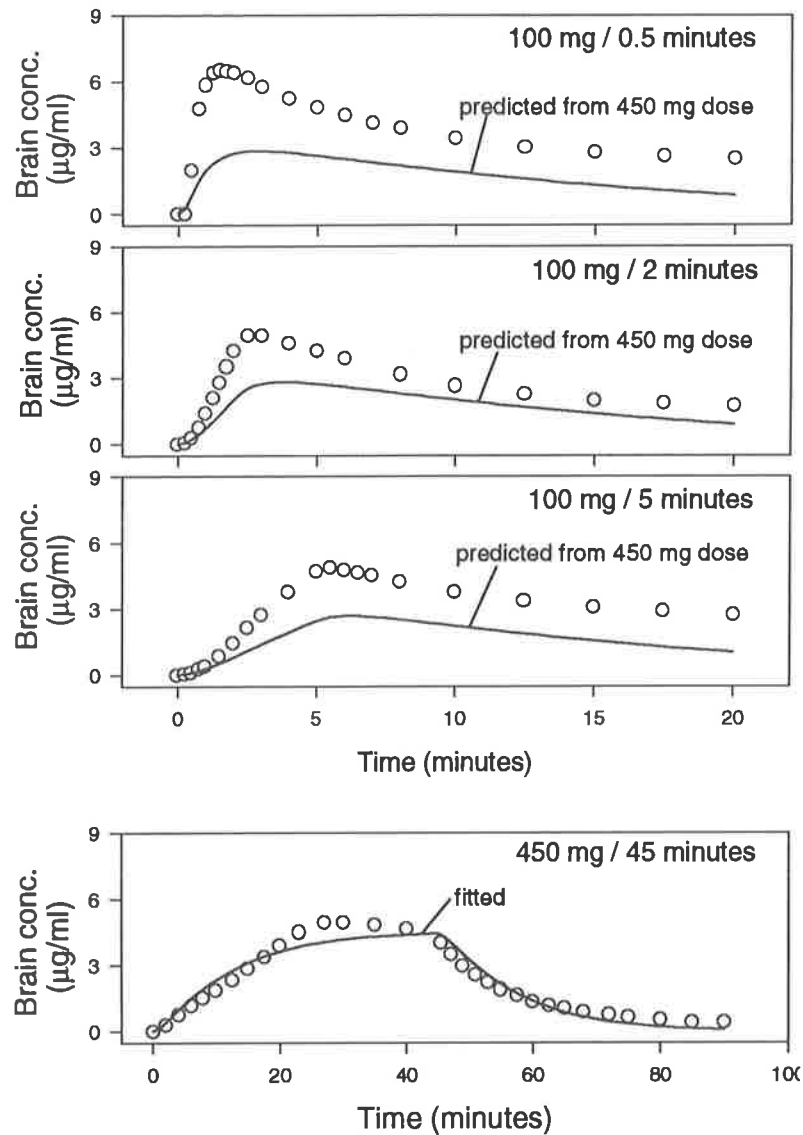 9
6
3
0
Brain conc.
(μg/ml)
100 mg / 0.5 minutes
predicted from 450 mg dose
9
6
3
0
Brain conc.
(μg/ml)
100 mg / 2 minutes
predicted from 450 mg dose
9
6
3
0
Brain conc.
(μg/ml)
100 mg / 5 minutes
predicted from 450 mg dose
0 5 10 15 20
Time (minutes)
9
6
3
0
Brain conc.
(μg/ml)
450 mg / 45 minutes
fitted
0 20 40 60 80 100
Time (minutes)